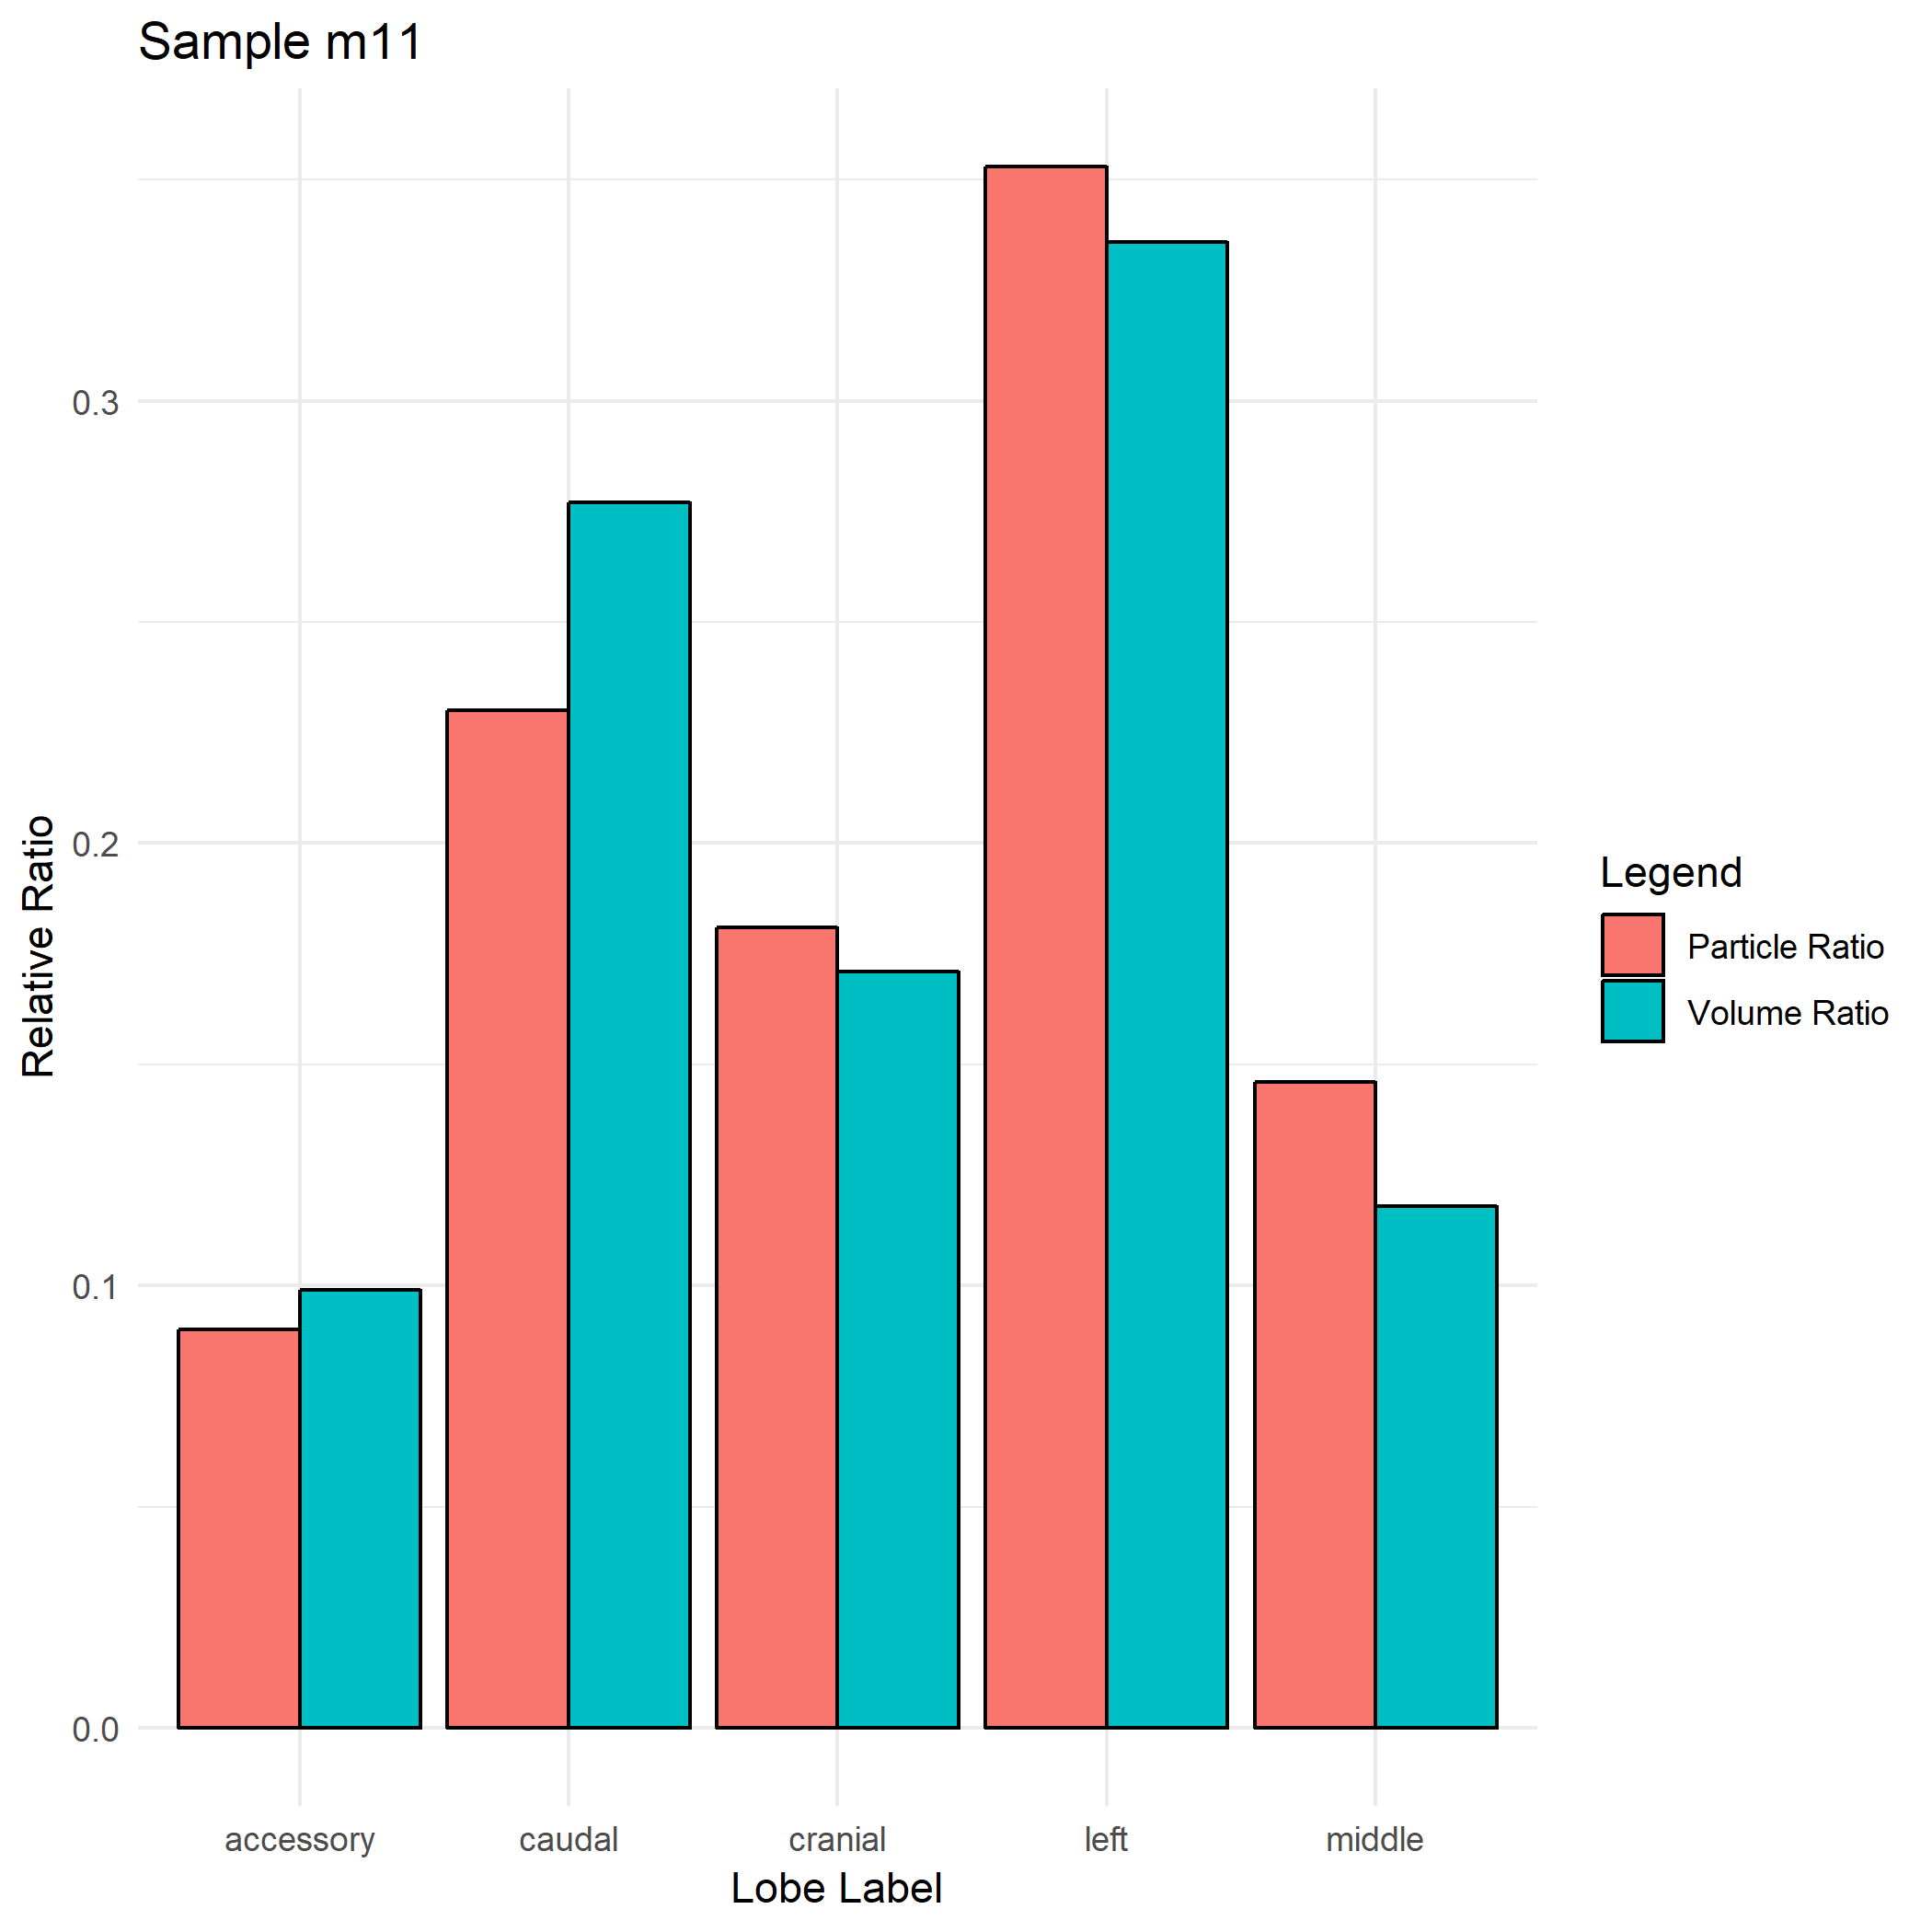 Sample m11
0.3
0.2
0.1
0.0
Relative Ratio
accessory caudal cranial left middle
Lobe Label
Legend
Particle Ratio
Volume Ratio